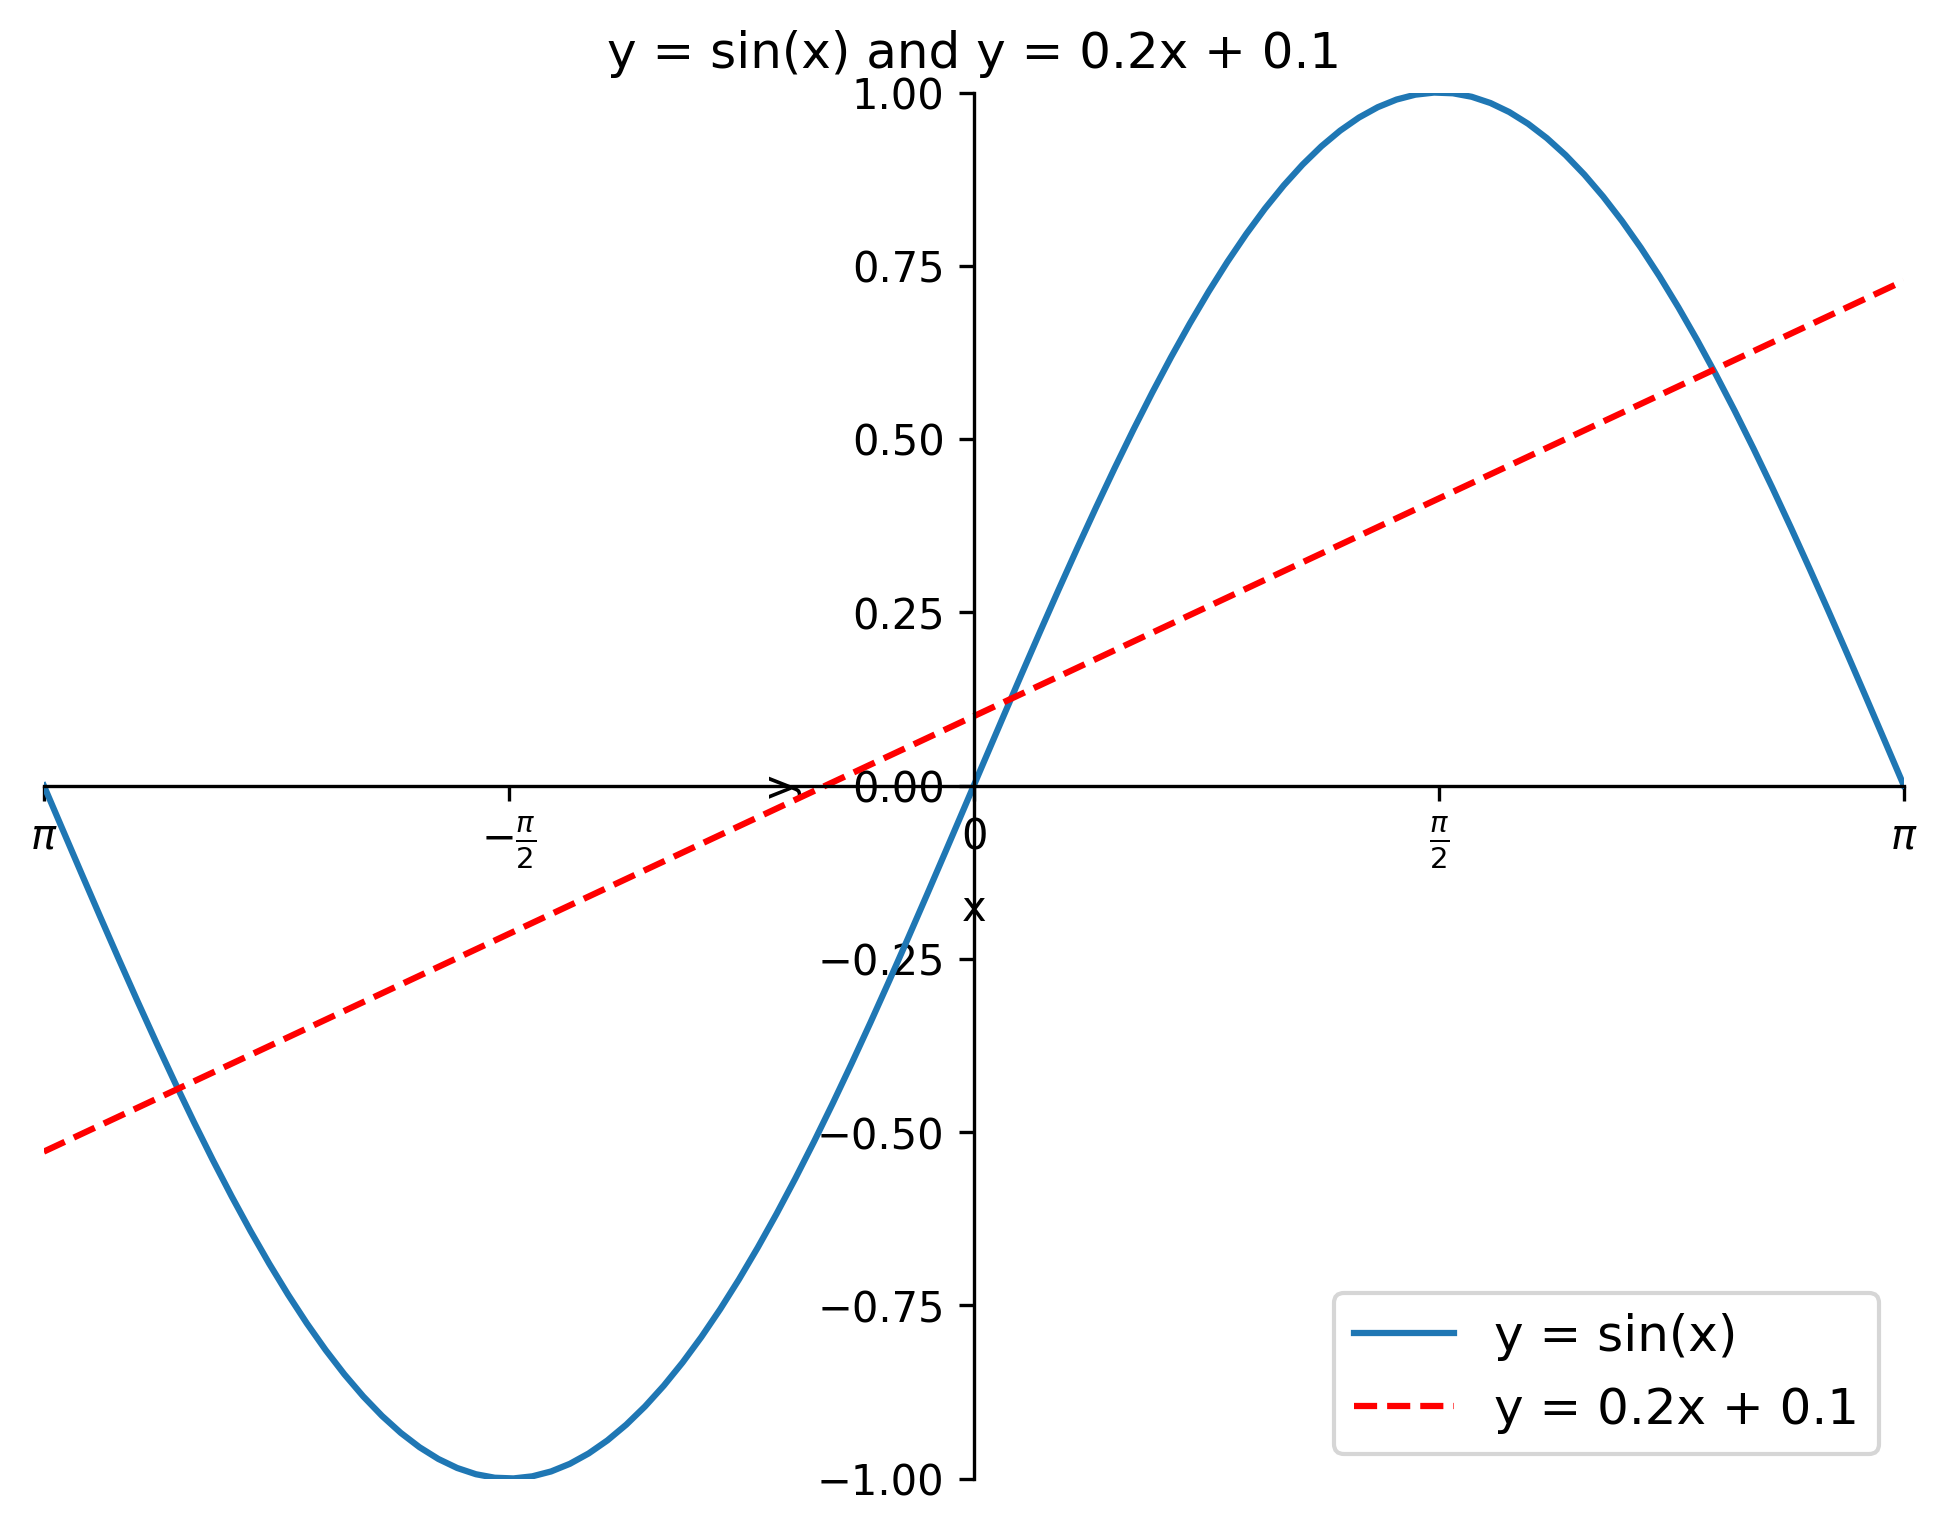 y = sin(x) and y = 0.2x + 0.1
1.00
0.75
0.50
0.25
y 0.00
π −π/2 0 π/2 π
x
−0.25
−0.50
−0.75
−1.00
y = sin(x)
y = 0.2x + 0.1